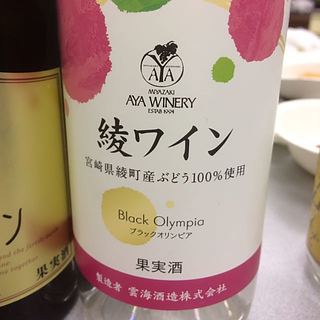 AYA
MIYAZAKI
AYA WINERY
ESTAB 1994
綾ワイン
宮崎県綾町産ぶどう100%使用
Black Olympia
ブラックオリンピア
果実酒
製造者 雲海酒造株式会社
ン
果実酒